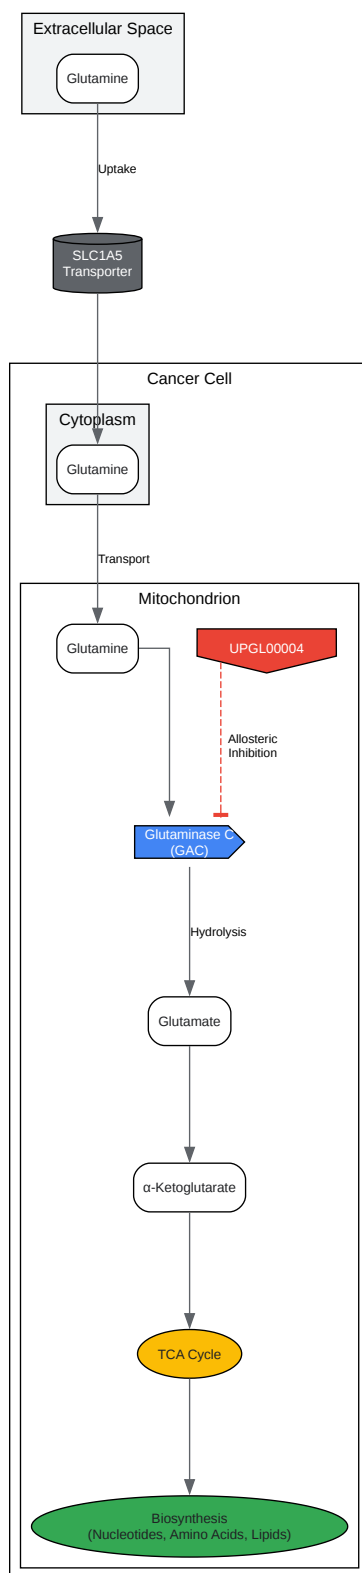 Extracellular Space
Glutamine
Uptake
SLC1A5
Transporter
Cancer Cell
Cytoplasm
Glutamine
Transport
Mitochondrion
Glutamine
UPGL00004
Allosteric
Inhibition
Glutaminase C
(GAC)
Hydrolysis
Glutamate
α-Ketoglutarate
TCA Cycle
Biosynthesis
(Nucleotides, Amino Acids, Lipids)